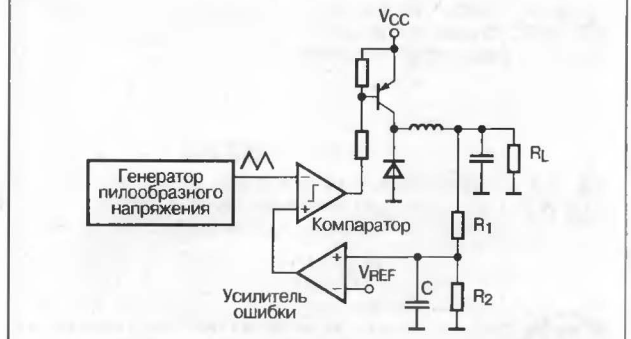 VCC
RL
Генератор
пилообразного
напряжения
−
+
Компаратор
R1
+
VREF
−
C
R2
Усилитель
ошибки